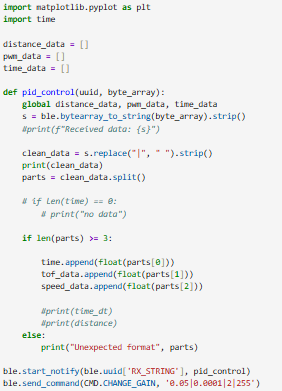 import matplotlib.pyplot as plt
import time
distance_data = []
pwm_data = []
time_data = []
def pid_control(uuid, byte_array):
    global distance_data, pwm_data, time_data
    s = ble.bytearray_to_string(byte_array).strip()
    #print(f"Received data: {s}")
    clean_data = s.replace("|", " ").strip()
    print(clean_data)
    parts = clean_data.split()
    # if len(time) == 0:
        # print("no data")
    if len(parts) >= 3:
        time.append(float(parts[0]))
        tof_data.append(float(parts[1]))
        speed_data.append(float(parts[2]))
        #print(time_dt)
        #print(distance)
    else:
        print("Unexpected format", parts)
ble.start_notify(ble.uuid['RX_STRING'], pid_control)
ble.send_command(CMD.CHANGE_GAIN, '0.05|0.0001|2|255')